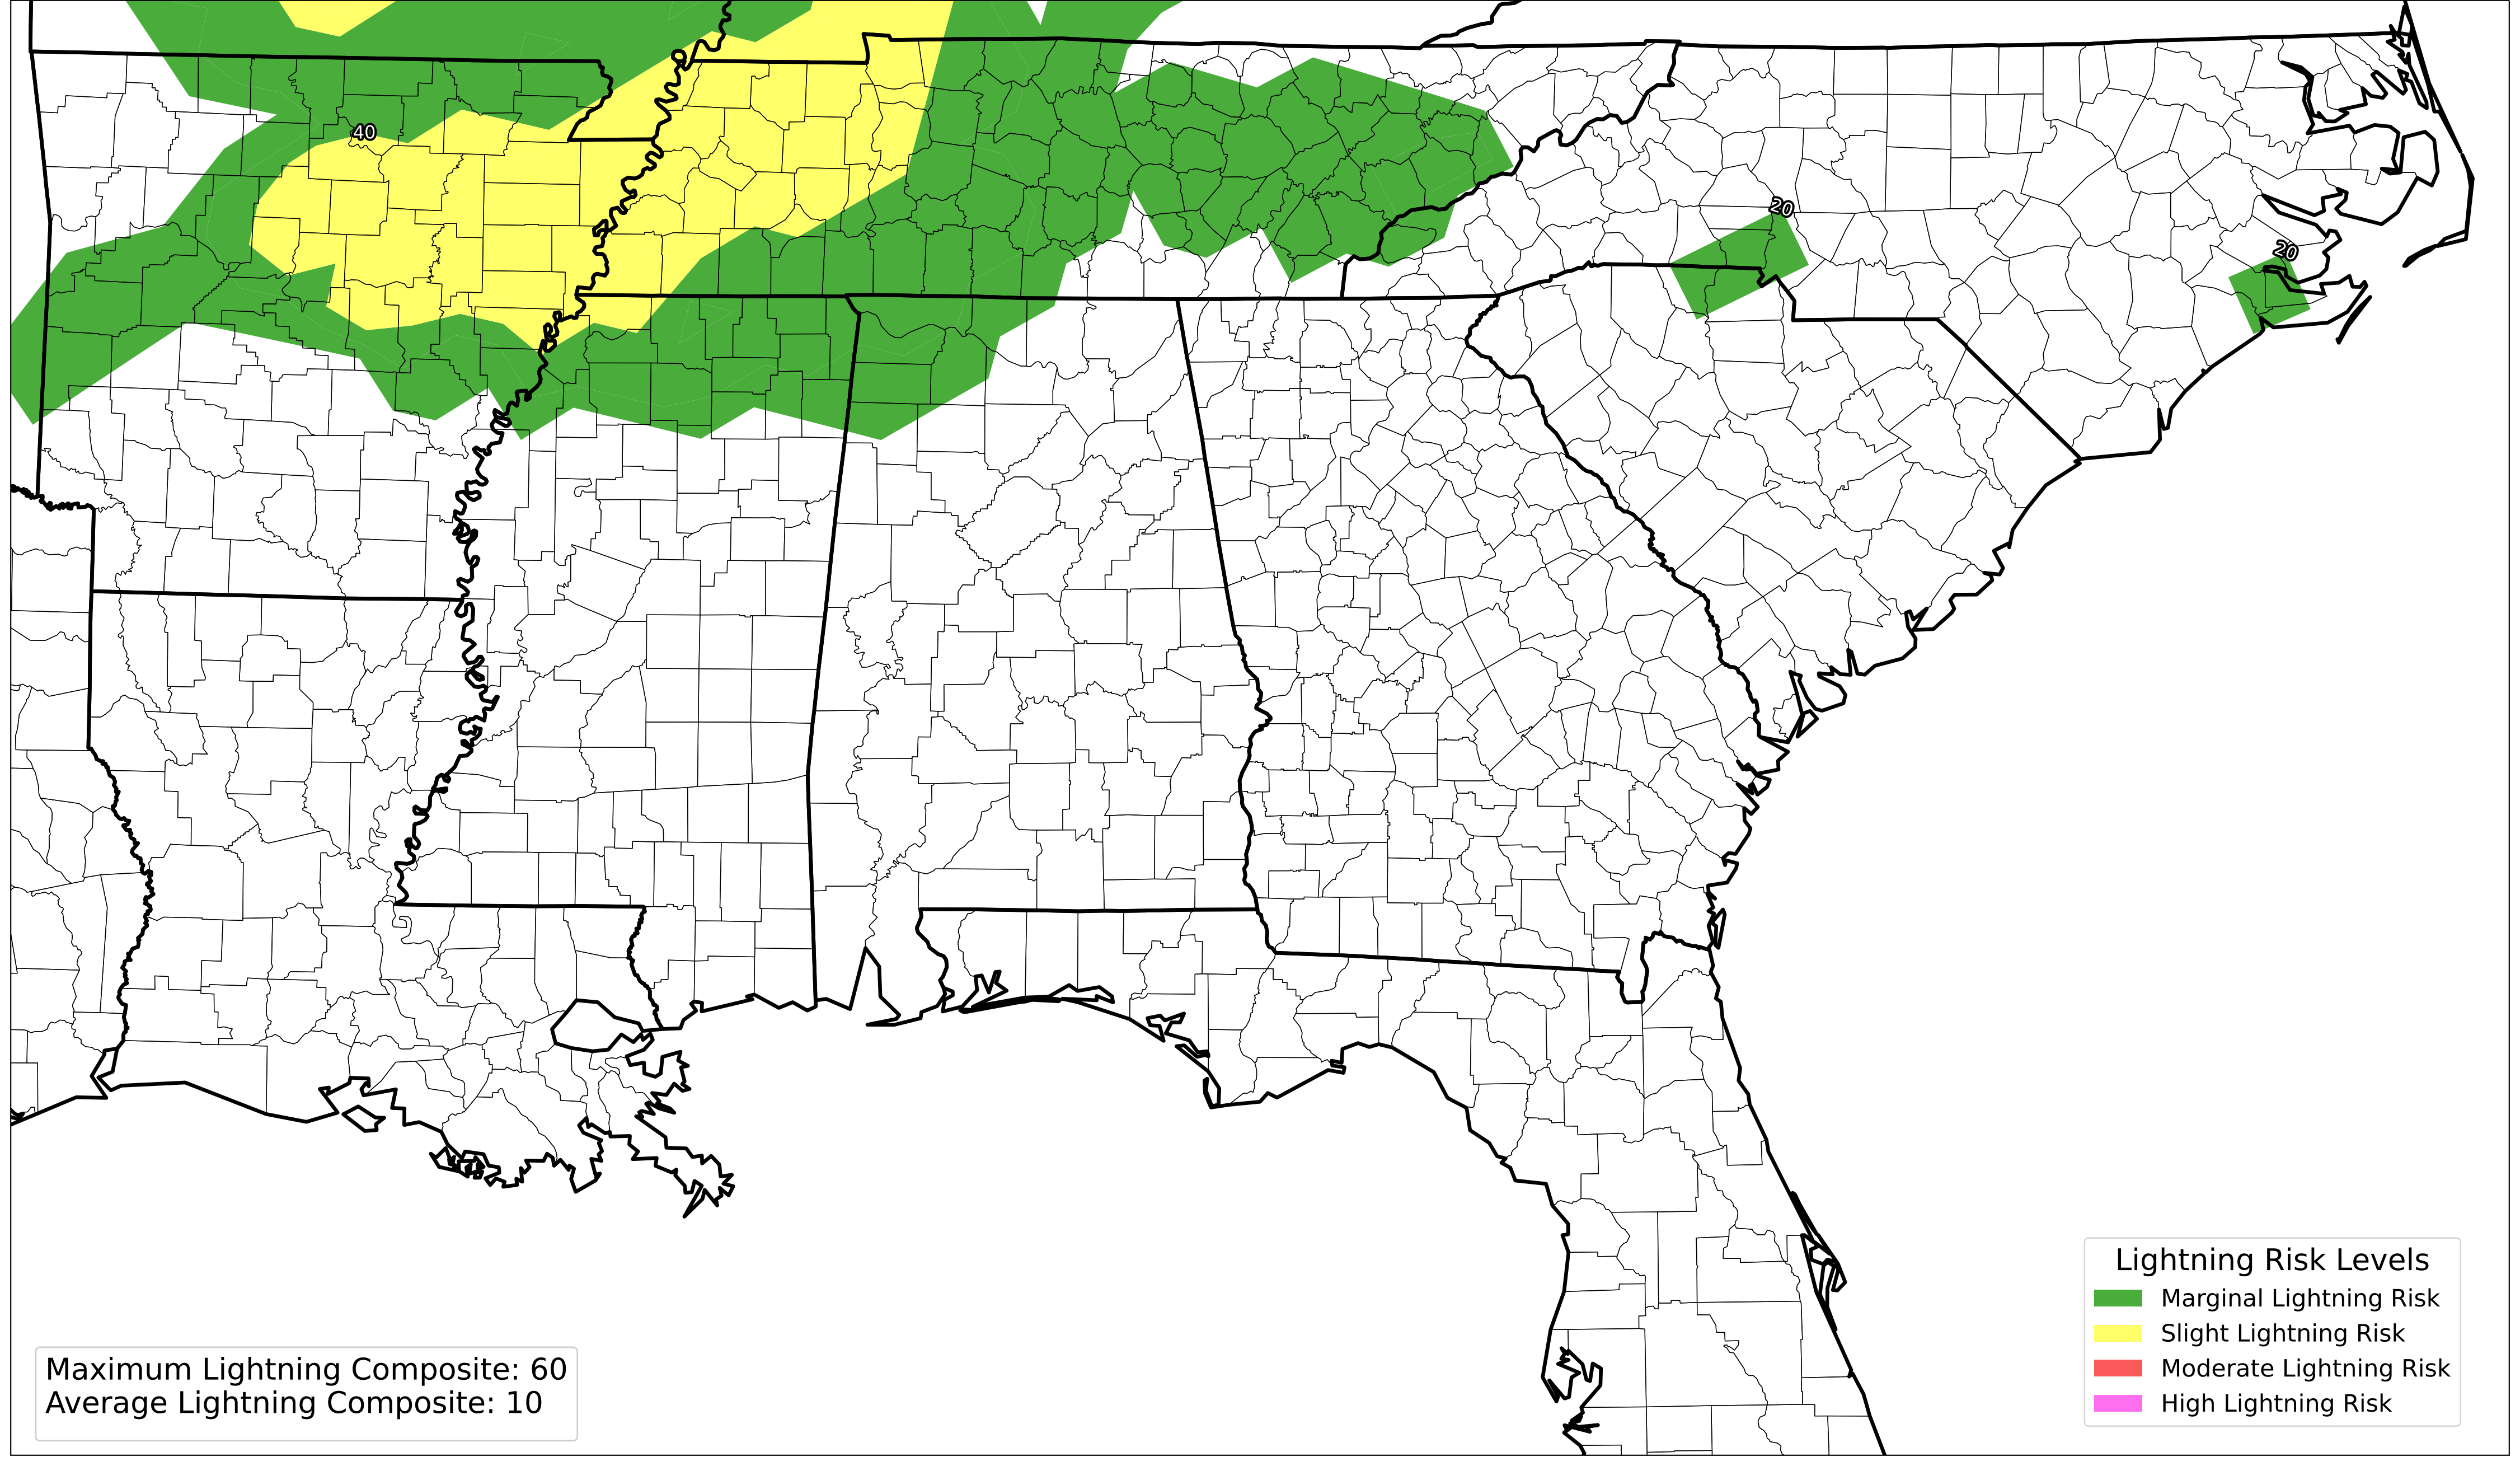 40
20
20
Lightning Risk Levels
Marginal Lightning Risk
Slight Lightning Risk
Moderate Lightning Risk
High Lightning Risk
Maximum Lightning Composite: 60
Average Lightning Composite: 10